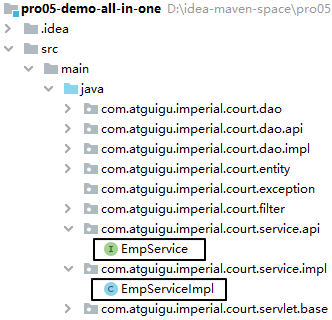 pro05-demo-all-in-one D:\idea-maven-space\pro05
.idea
src
main
java
com.atguigu.imperial.court.dao
com.atguigu.imperial.court.dao.api
com.atguigu.imperial.court.dao.impl
com.atguigu.imperial.court.entity
com.atguigu.imperial.court.exception
com.atguigu.imperial.court.filter
com.atguigu.imperial.court.service.api
I EmpService
com.atguigu.imperial.court.service.impl
C EmpServiceImpl
com.atguigu.imperial.court.servlet.base